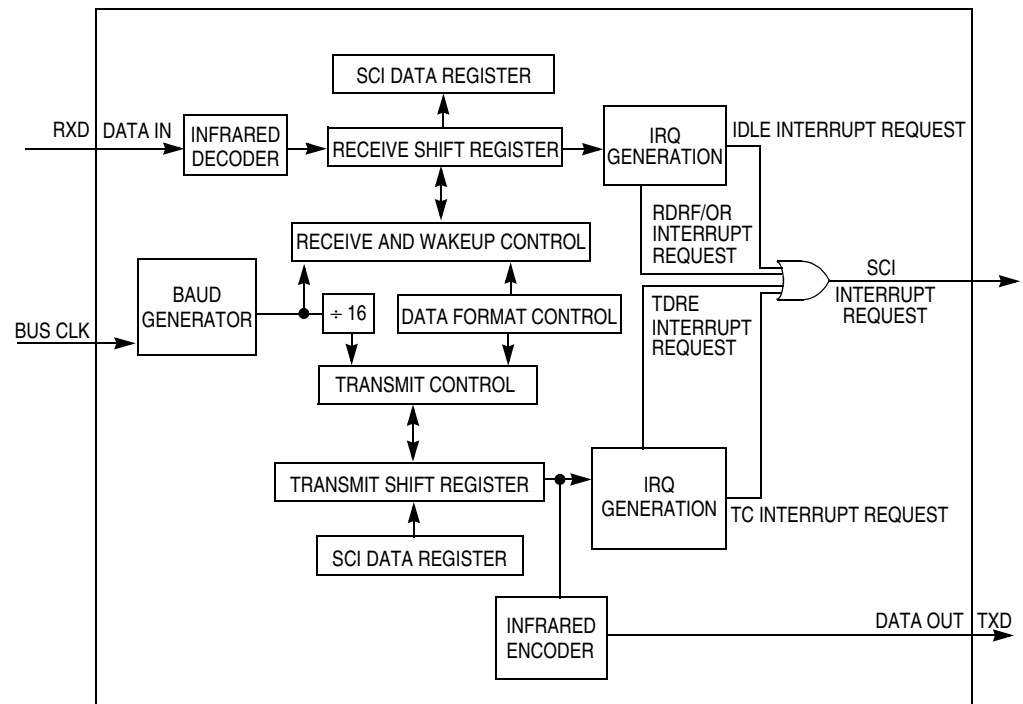 SCI DATA REGISTER
RXD
DATA IN
INFRARED
DECODER
RECEIVE SHIFT REGISTER
IRQ
GENERATION
IDLE INTERRUPT REQUEST
RDRF/OR
INTERRUPT
REQUEST
RECEIVE AND WAKEUP CONTROL
BAUD
GENERATOR
÷ 16
DATA FORMAT CONTROL
BUS CLK
SCI
INTERRUPT
REQUEST
TDRE
INTERRUPT
REQUEST
TRANSMIT CONTROL
TRANSMIT SHIFT REGISTER
IRQ
GENERATION
TC INTERRUPT REQUEST
SCI DATA REGISTER
INFRARED
ENCODER
DATA OUT
TXD